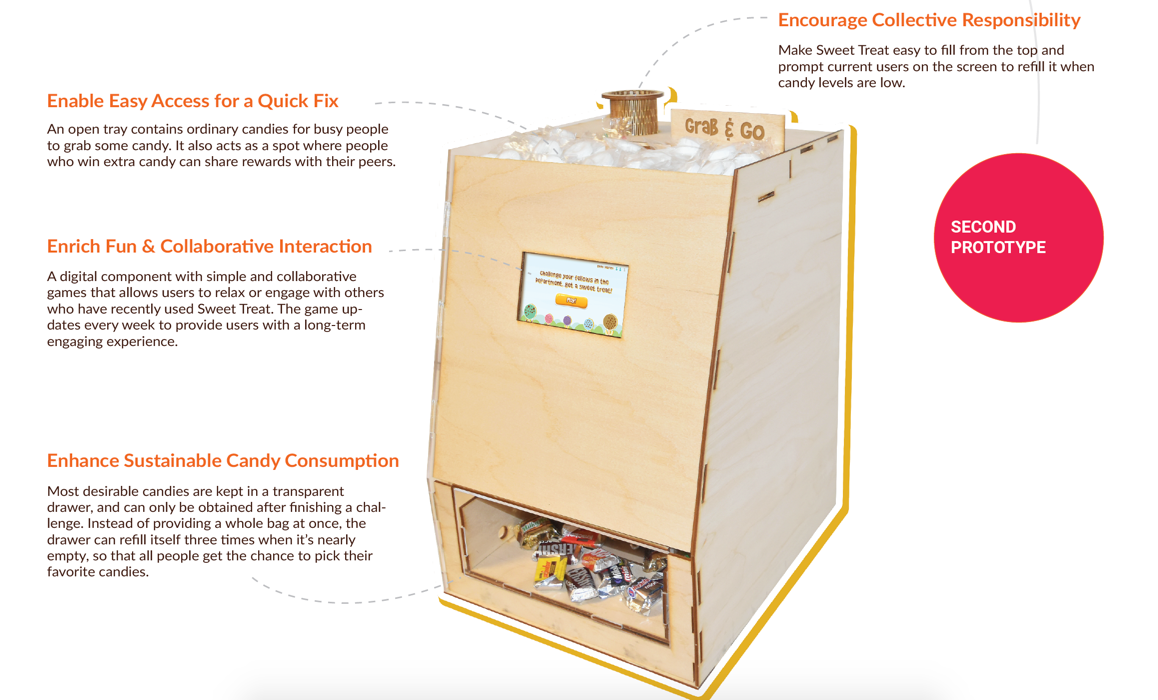 Encourage Collective Responsibility
Make Sweet Treat easy to fill from the top and
prompt current users on the screen to refill it when
candy levels are low.
Enable Easy Access for a Quick Fix
An open tray contains ordinary candies for busy people
to grab some candy. It also acts as a spot where people
who win extra candy can share rewards with their peers.
GraB & GO
SECOND
PROTOTYPE
Enrich Fun & Collaborative Interaction
A digital component with simple and collaborative
games that allows users to relax or engage with others
who have recently used Sweet Treat. The game up-
dates every week to provide users with a long-term
engaging experience.
Challenge your fellows in the
department, get a sweet treat!
Enhance Sustainable Candy Consumption
Most desirable candies are kept in a transparent
drawer, and can only be obtained after finishing a chal-
lenge. Instead of providing a whole bag at once, the
drawer can refill itself three times when it's nearly
empty, so that all people get the chance to pick their
favorite candies.